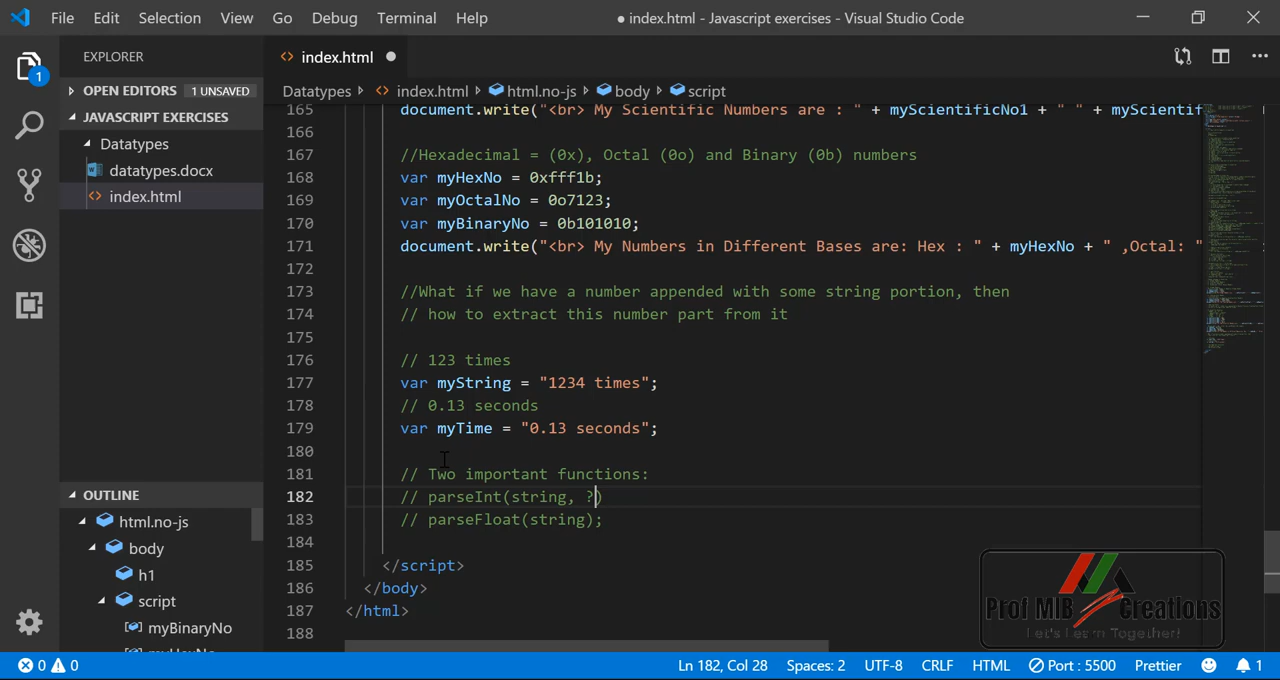 File Edit Selection View Go Debug Terminal Help
● index.html - Javascript exercises - Visual Studio Code
1
EXPLORER
OPEN EDITORS 1 UNSAVED
JAVASCRIPT EXERCISES
Datatypes
datatypes.docx
index.html
OUTLINE
html.no-js
body
h1
script
myBinaryNo
myHexNo
index.html
Datatypes index.html html.no-js body script
165 document.write("<br> My Scientific Numbers are : " + myScientificNo1 + " " + myScientif
166
167 //Hexadecimal = (0x), Octal (0o) and Binary (0b) numbers
168 var myHexNo = 0xfff1b;
169 var myOctalNo = 0o7123;
170 var myBinaryNo = 0b101010;
171 document.write("<br> My Numbers in Different Bases are: Hex : " + myHexNo + " ,Octal: "
172
173 //What if we have a number appended with some string portion, then
174 // how to extract this number part from it
175
176 // 123 times
177 var myString = "1234 times";
178 // 0.13 seconds
179 var myTime = "0.13 seconds";
180
181 // Two important functions:
182 // parseInt(string, ?)
183 // parseFloat(string);
184
185 </script>
186 </body>
187 </html>
188
Prof MIB Creations
Let's Learn Together!
0 0 Ln 182, Col 28 Spaces: 2 UTF-8 CRLF HTML Port : 5500 Prettier 1